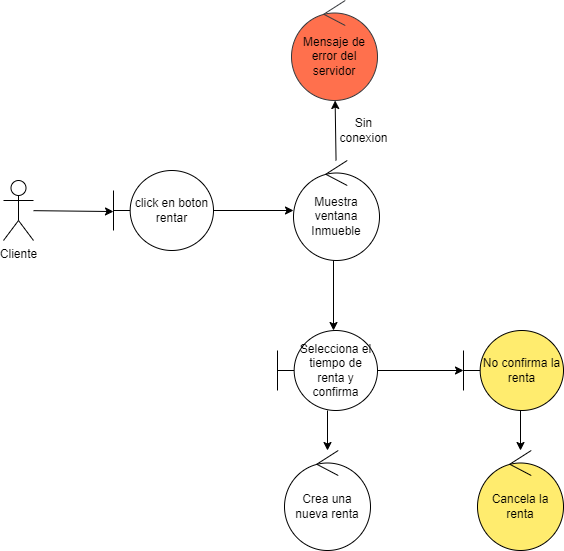 Mensaje de
error del
servidor
Sin
conexion
click en boton
rentar
Muestra
ventana
Inmueble
Cliente
Selecciona el
tiempo de
renta y
confirma
No confirma la
renta
Crea una
nueva renta
Cancela la
renta